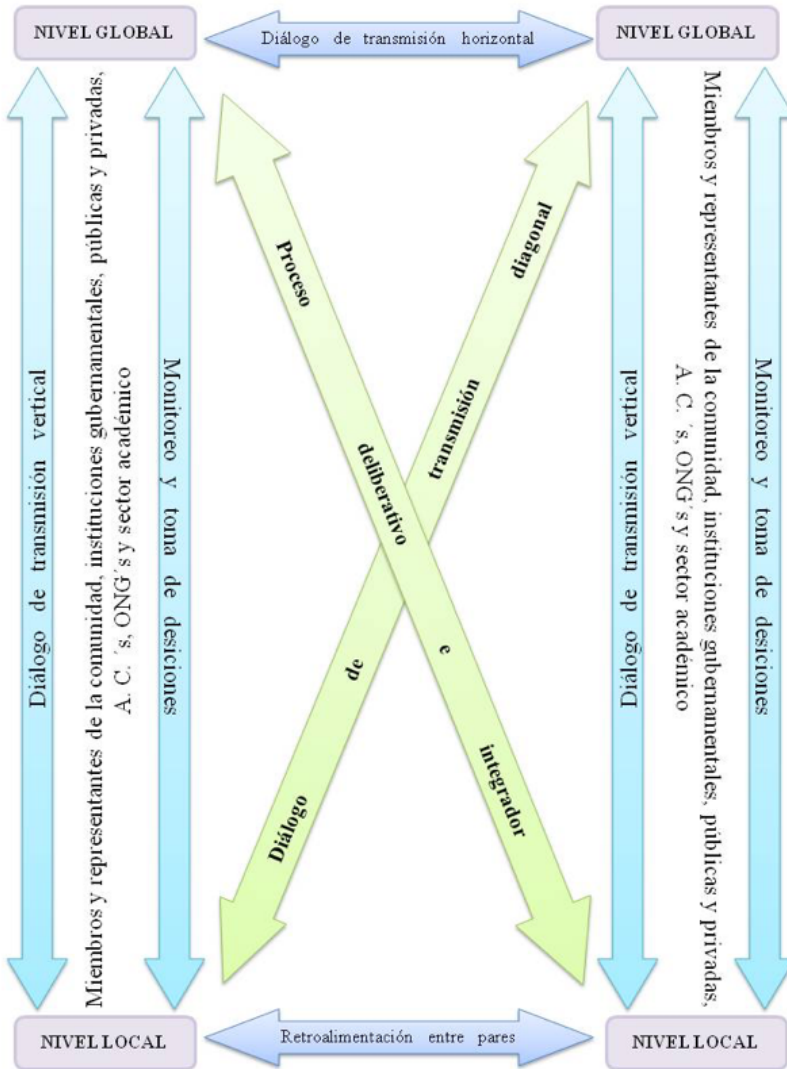 NIVEL GLOBAL
Diálogo de transmisión horizontal
NIVEL GLOBAL
Diálogo de transmisión vertical
Miembros y representantes de la comunidad, instituciones gubernamentales, públicas y privadas,
A. C. ´s, ONG´s y sector académico
Monitoreo y toma de desiciones
Proceso deliberativo e integrador
Diálogo de transmisión diagonal
Diálogo de transmisión vertical
Miembros y representantes de la comunidad, instituciones gubernamentales, públicas y privadas,
A. C. ´s, ONG´s y sector académico
Monitoreo y toma de desiciones
NIVEL LOCAL
Retroalimentación entre pares
NIVEL LOCAL